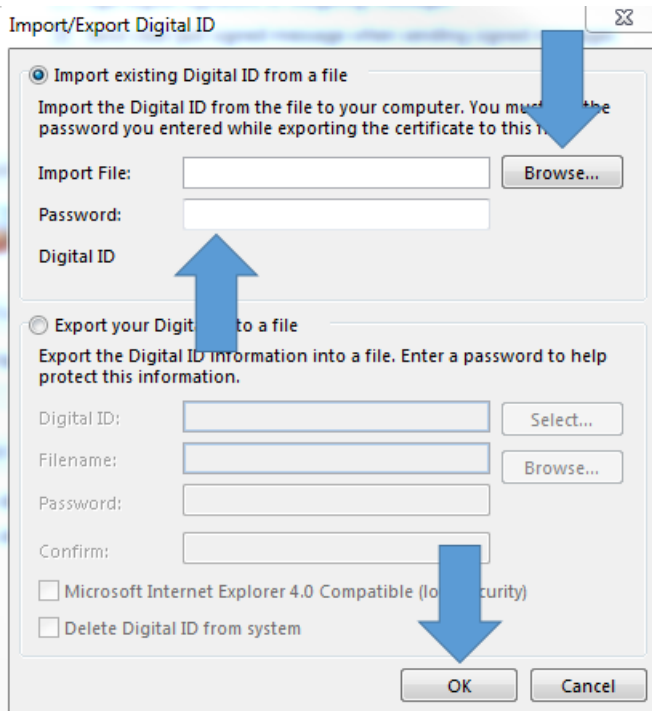 Import/Export Digital ID
Import existing Digital ID from a file
Import the Digital ID from the file to your computer. You must the
password you entered while exporting the certificate to this
Import File:
Browse...
Password:
Digital ID
Export your to a file
Export the Digital ID information into a file. Enter a password to help
protect this information.
Digital ID:
Select...
Filename:
Browse...
Password:
Confirm:
Microsoft Internet Explorer 4.0 Compatible
Delete Digital ID from system
OK
Cancel